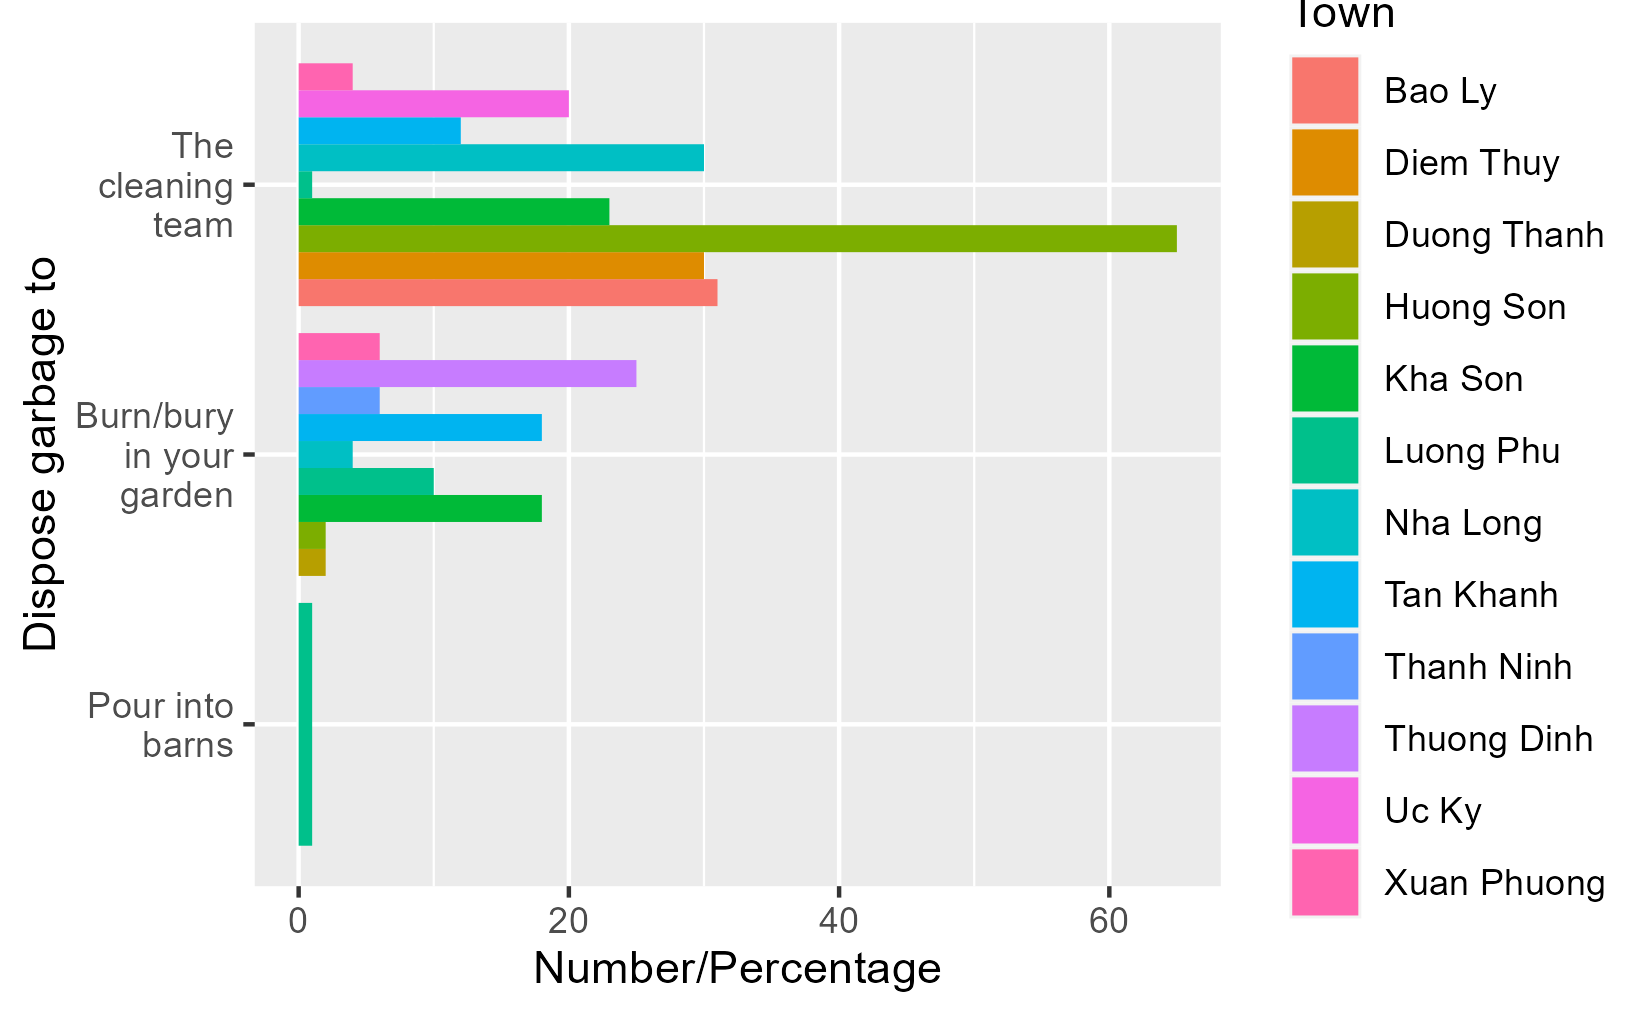 Town
Bao Ly
Diem Thuy
Duong Thanh
Huong Son
Kha Son
Luong Phu
Nha Long
Tan Khanh
Thanh Ninh
Thuong Dinh
Uc Ky
Xuan Phuong
Dispose garbage to
The
cleaning
team
Burn/bury
in your
garden
Pour into
barns
0 20 40 60
Number/Percentage